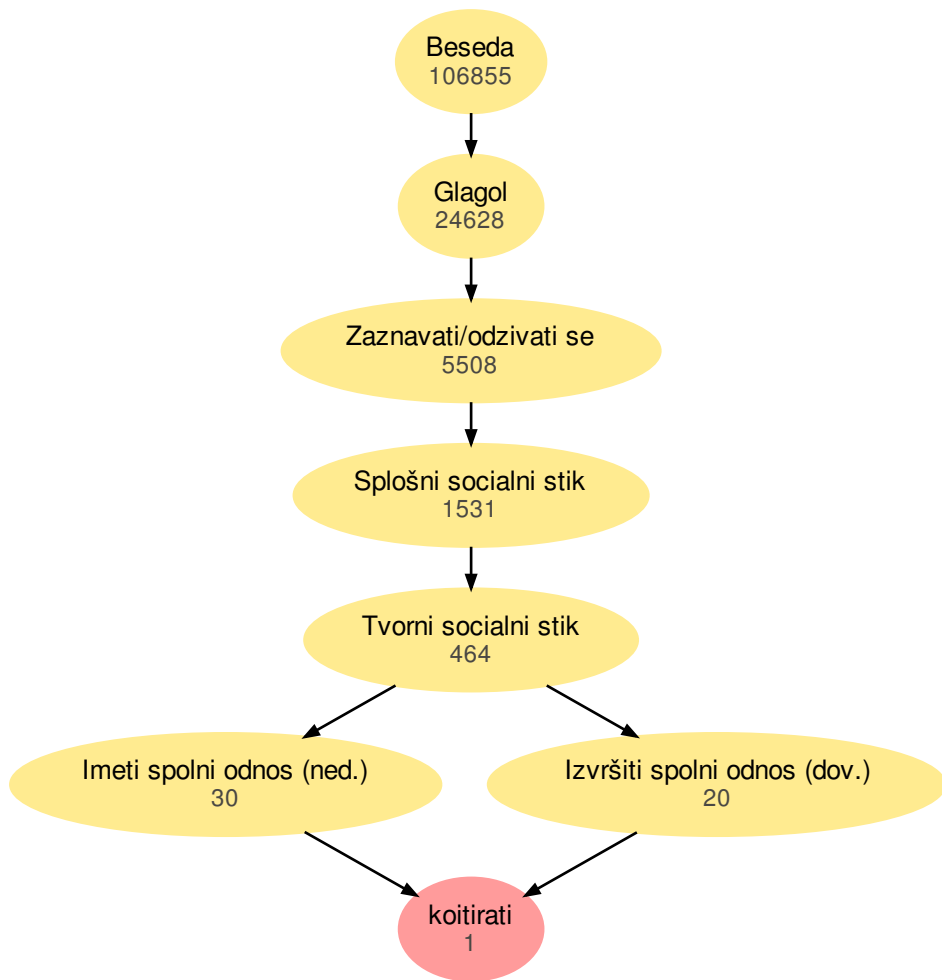 Beseda
106855
Glagol
24628
Zaznavati/odzivati se
5508
Splošni socialni stik
1531
Tvorni socialni stik
464
Imeti spolni odnos (ned.)
30
Izvršiti spolni odnos (dov.)
20
koitirati
1